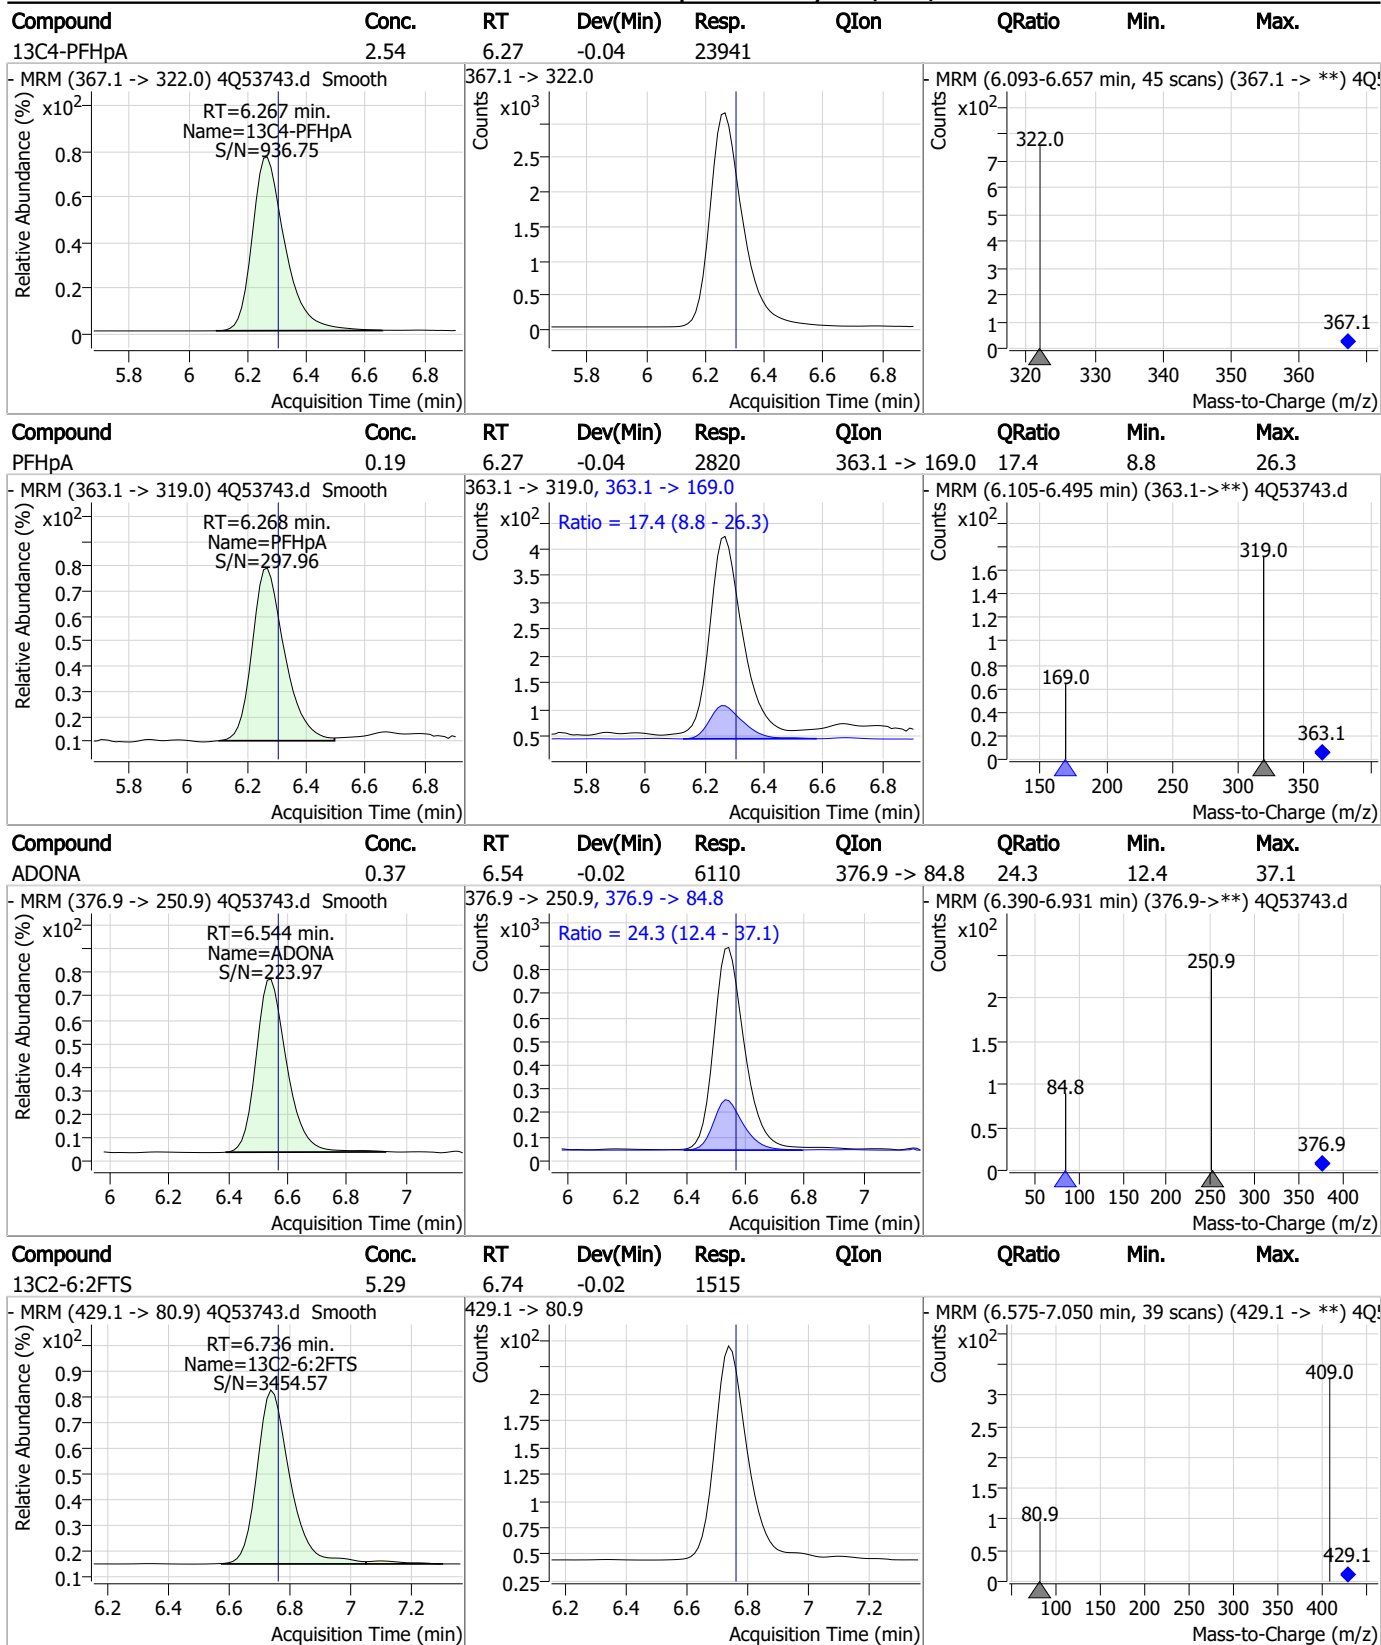 Compound Conc. RT Dev(Min) Resp. QIon QRatio Min. Max.
13C4-PFHpA 2.54 6.27 -0.04 23941
- MRM (367.1 -> 322.0) 4Q53743.d Smooth
Relative Abundance (%)
x10²
RT=6.267 min.
Name=13C4-PFHpA
S/N=936.75
0.8
0.6
0.4
0.2
0
5.8 6 6.2 6.4 6.6 6.8
Acquisition Time (min)
367.1 -> 322.0
Counts
x10³
2.5
2
1.5
1
0.5
0
5.8 6 6.2 6.4 6.6 6.8
Acquisition Time (min)
- MRM (6.093-6.657 min, 45 scans) (367.1 -> **) 4Q5
Counts
x10²
322.0
7
6
5
4
3
2
1
0
367.1
320 330 340 350 360
Mass-to-Charge (m/z)
Compound Conc. RT Dev(Min) Resp. QIon QRatio Min. Max.
PFHpA 0.19 6.27 -0.04 2820 363.1 -> 169.0 17.4 8.8 26.3
- MRM (363.1 -> 319.0) 4Q53743.d Smooth
Relative Abundance (%)
x10²
RT=6.268 min.
Name=PFHpA
S/N=297.96
0.8
0.7
0.6
0.5
0.4
0.3
0.2
0.1
5.8 6 6.2 6.4 6.6 6.8
Acquisition Time (min)
363.1 -> 319.0, 363.1 -> 169.0
Counts
x10²
Ratio = 17.4 (8.8 - 26.3)
4
3.5
3
2.5
2
1.5
1
0.5
5.8 6 6.2 6.4 6.6 6.8
Acquisition Time (min)
- MRM (6.105-6.495 min) (363.1->**) 4Q53743.d
Counts
x10²
319.0
1.6
1.4
1.2
1
0.8
0.6
0.4
0.2
0
169.0
363.1
150 200 250 300 350
Mass-to-Charge (m/z)
Compound Conc. RT Dev(Min) Resp. QIon QRatio Min. Max.
ADONA 0.37 6.54 -0.02 6110 376.9 -> 84.8 24.3 12.4 37.1
- MRM (376.9 -> 250.9) 4Q53743.d Smooth
Relative Abundance (%)
x10²
RT=6.544 min.
Name=ADONA
S/N=223.97
0.8
0.7
0.6
0.5
0.4
0.3
0.2
0.1
0
6 6.2 6.4 6.6 6.8 7
Acquisition Time (min)
376.9 -> 250.9, 376.9 -> 84.8
Counts
x10³
Ratio = 24.3 (12.4 - 37.1)
0.8
0.7
0.6
0.5
0.4
0.3
0.2
0.1
0
6 6.2 6.4 6.6 6.8 7
Acquisition Time (min)
- MRM (6.390-6.931 min) (376.9->**) 4Q53743.d
Counts
x10²
250.9
2
1.5
1
0.5
0
84.8
376.9
50 100 150 200 250 300 350 400
Mass-to-Charge (m/z)
Compound Conc. RT Dev(Min) Resp. QIon QRatio Min. Max.
13C2-6:2FTS 5.29 6.74 -0.02 1515
- MRM (429.1 -> 80.9) 4Q53743.d Smooth
Relative Abundance (%)
x10²
RT=6.736 min.
Name=13C2-6:2FTS
S/N=3454.57
0.9
0.8
0.7
0.6
0.5
0.4
0.3
0.2
0.1
6.2 6.4 6.6 6.8 7 7.2
Acquisition Time (min)
429.1 -> 80.9
Counts
x10²
2
1.75
1.5
1.25
1
0.75
0.5
0.25
6.2 6.4 6.6 6.8 7 7.2
Acquisition Time (min)
- MRM (6.575-7.050 min, 39 scans) (429.1 -> **) 4Q5
Counts
x10²
409.0
3
2.5
2
1.5
1
0.5
0
80.9
429.1
100 150 200 250 300 350 400
Mass-to-Charge (m/z)